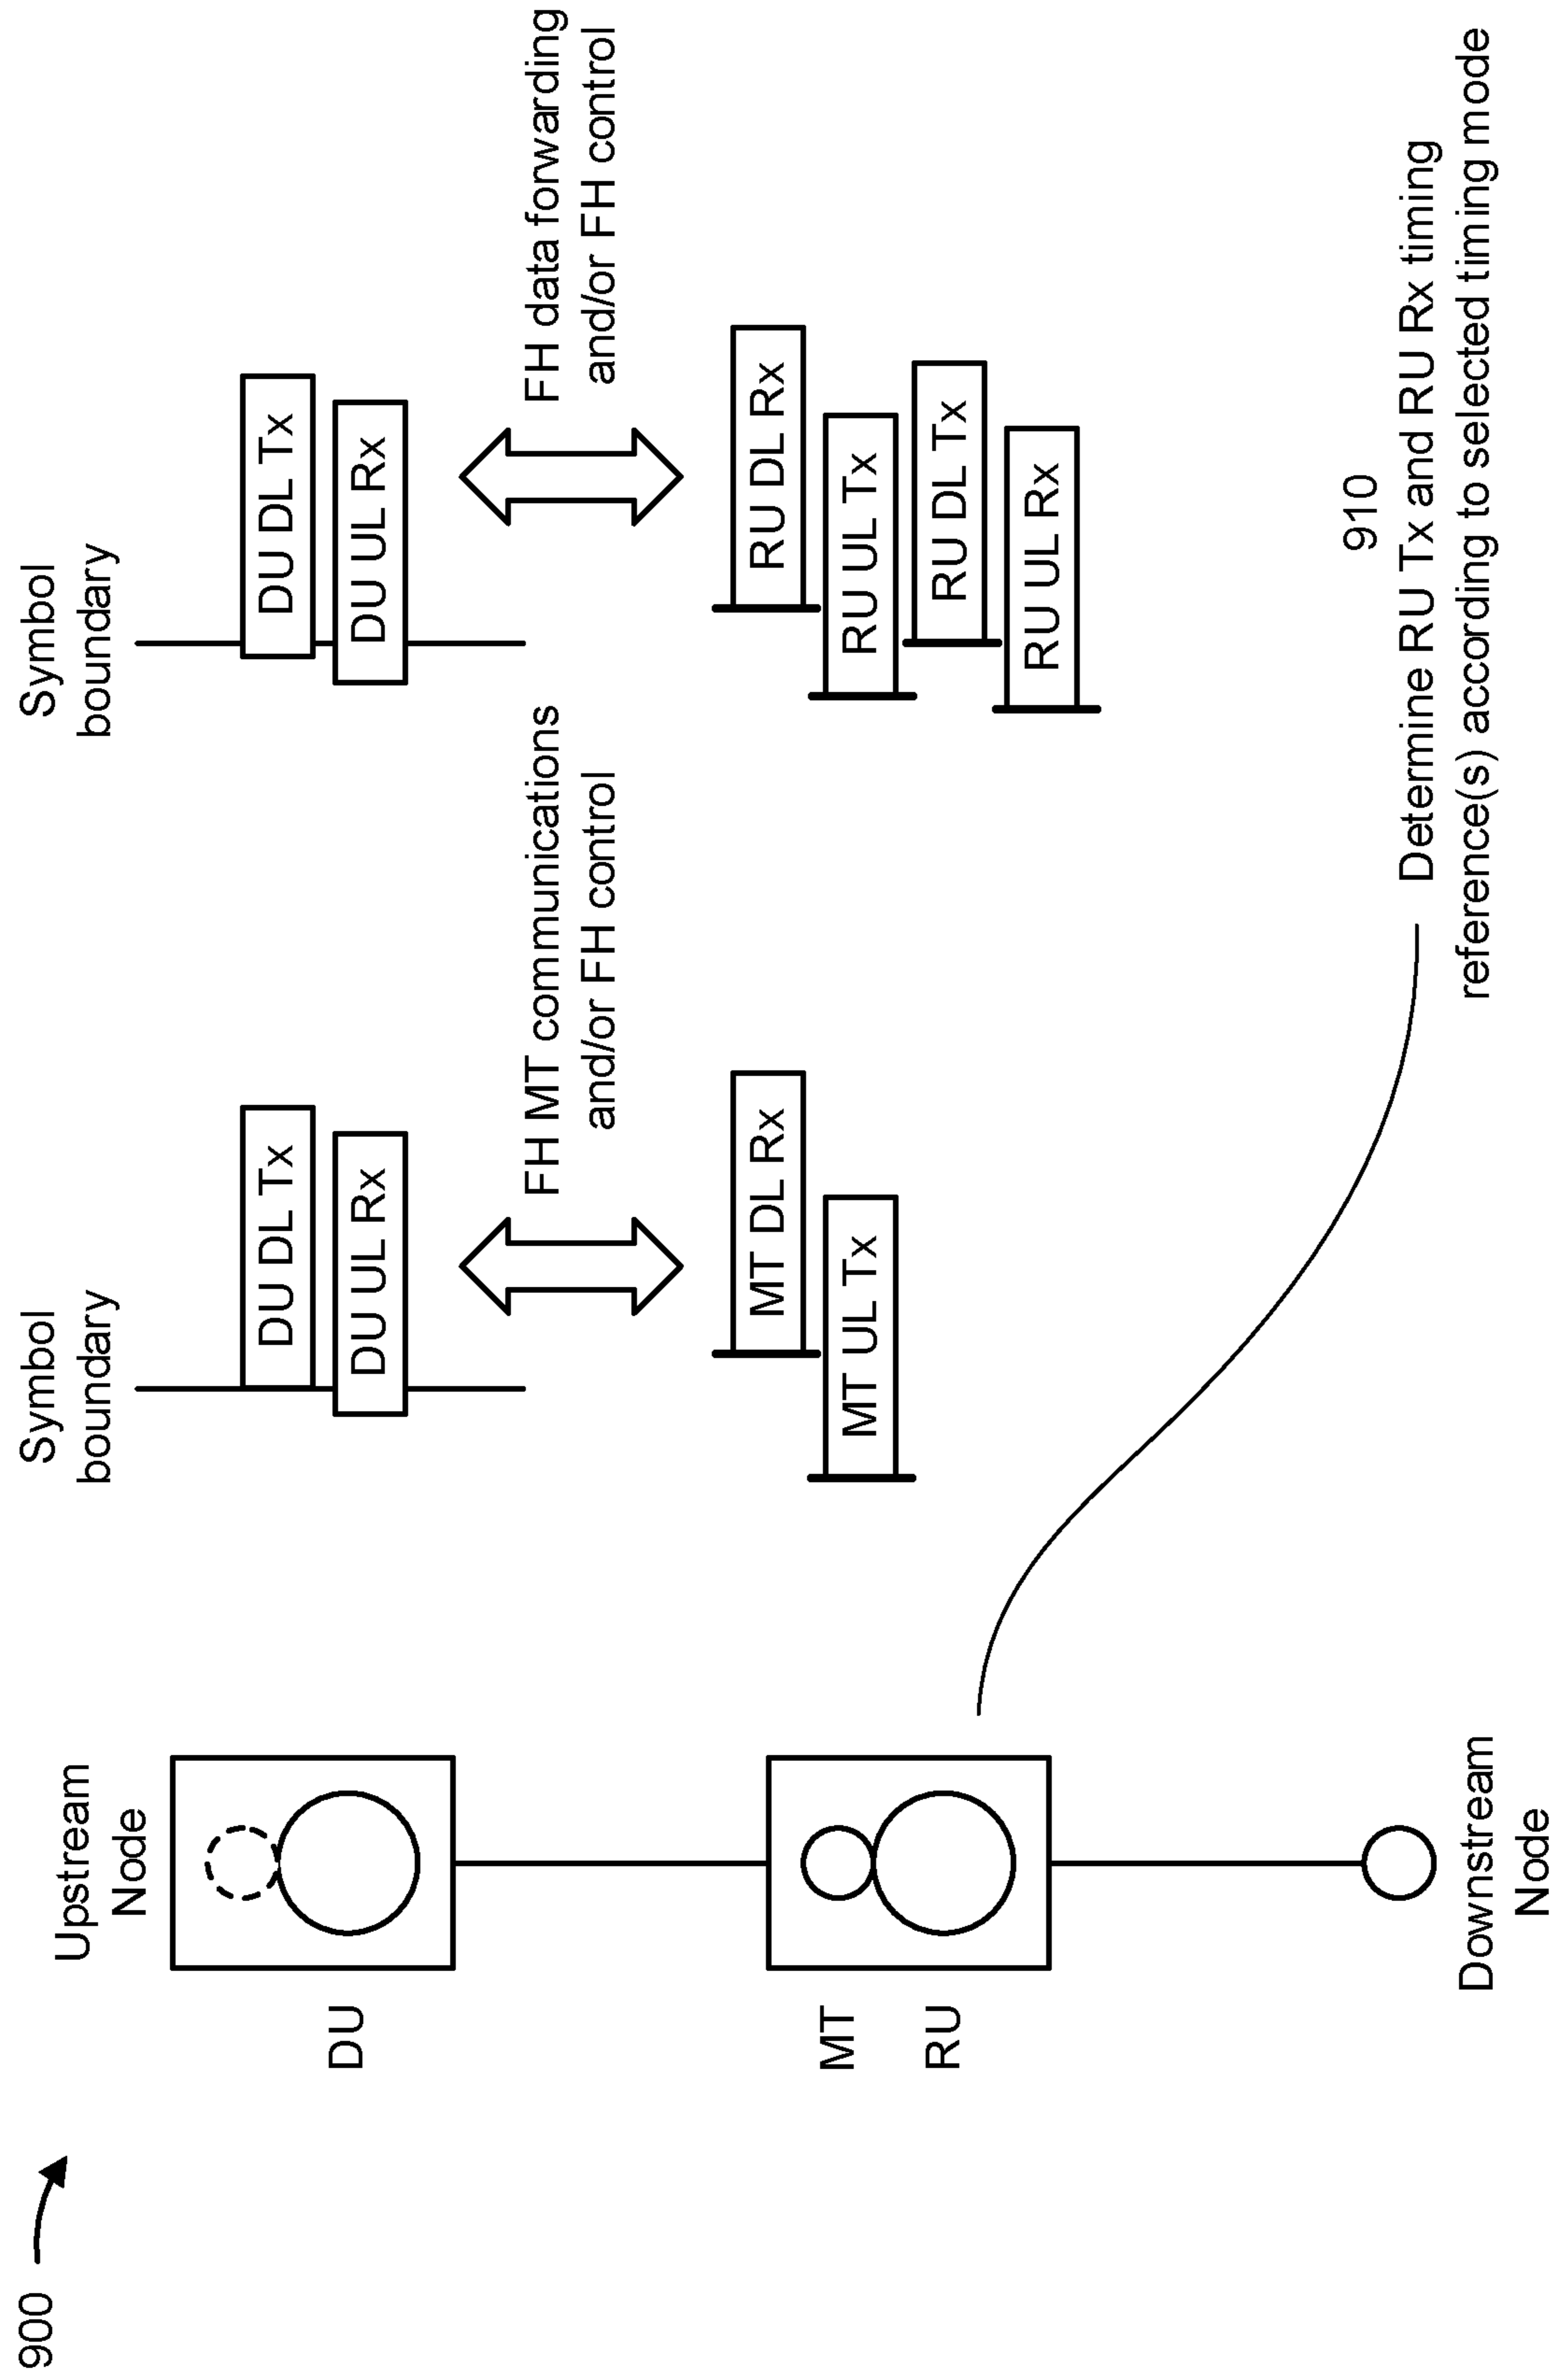 900
Upstream
Node
DU
MT
RU
Downstream
Node
Symbol
boundary
DU DL Tx
DU UL Rx
FH MT communications
and/or FH control
MT DL Rx
MT UL Tx
Symbol
boundary
DU DL Tx
DU UL Rx
FH data forwarding
and/or FH control
RU DL Rx
RU UL Tx
RU DL Tx
RU UL Rx
910
Determine RU Tx and RU Rx timing
reference(s) according to selected timing mode